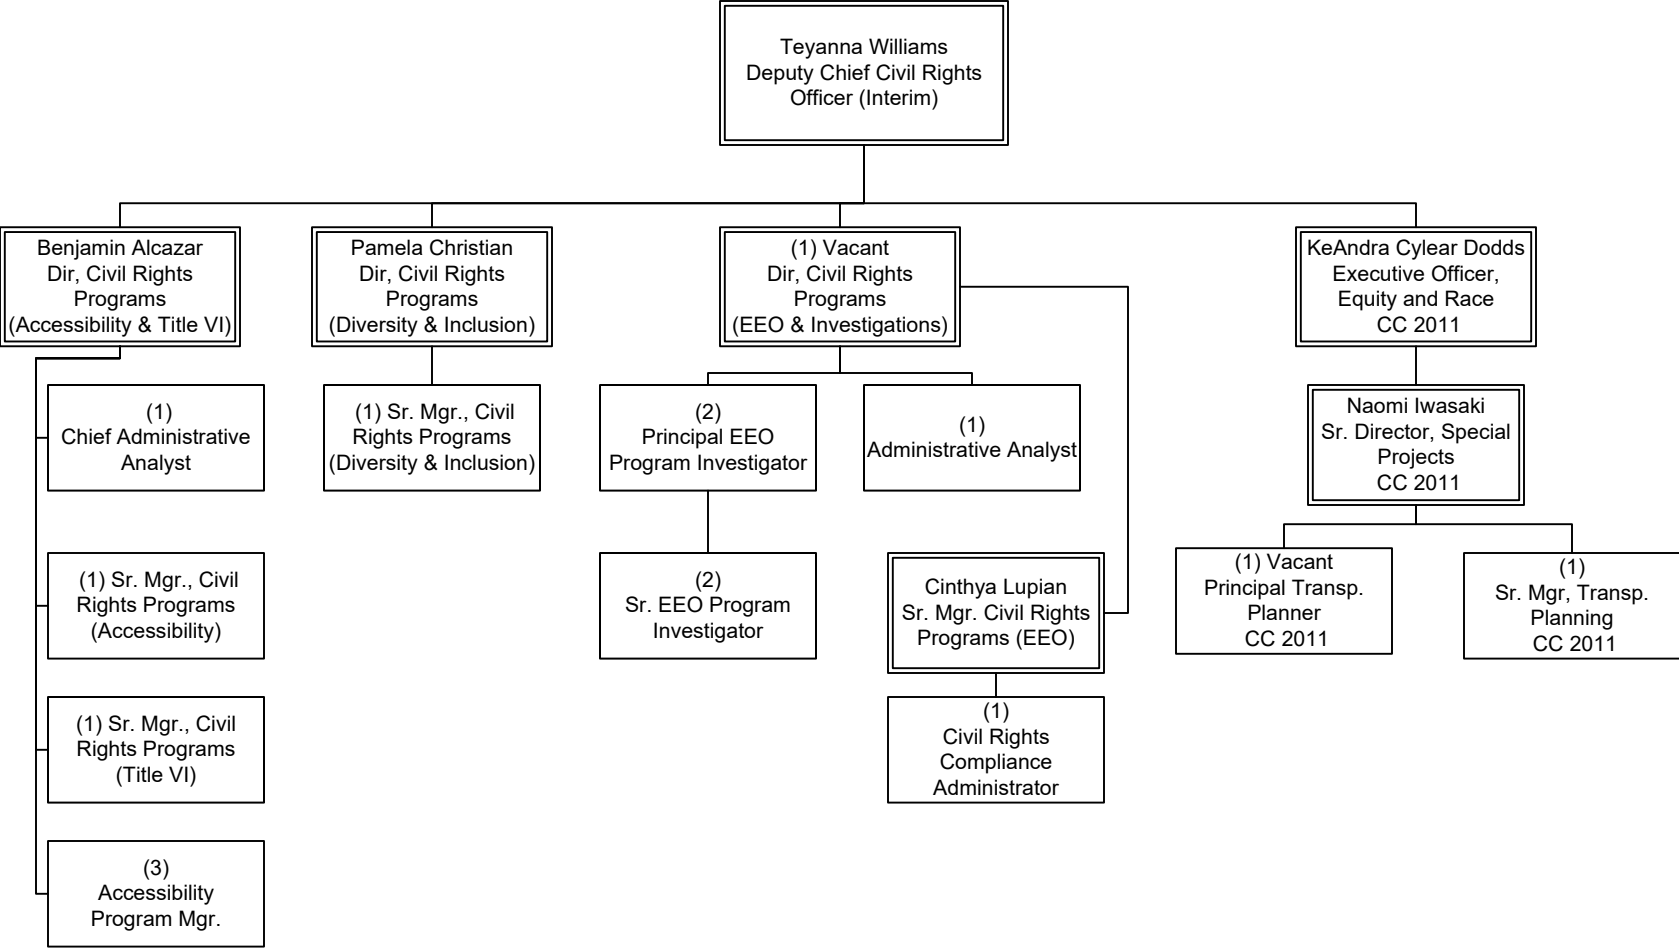 Teyanna Williams
Deputy Chief Civil Rights
Officer (Interim)
Benjamin Alcazar
Dir, Civil Rights
Programs
(Accessibility & Title VI)
Pamela Christian
Dir, Civil Rights
Programs
(Diversity & Inclusion)
(1) Vacant
Dir, Civil Rights
Programs
(EEO & Investigations)
KeAndra Cylear Dodds
Executive Officer,
Equity and Race
CC 2011
(1)
Chief Administrative
Analyst
(1) Sr. Mgr., Civil
Rights Programs
(Diversity & Inclusion)
(2)
Principal EEO
Program Investigator
(1)
Administrative Analyst
Naomi Iwasaki
Sr. Director, Special
Projects
CC 2011
(1) Sr. Mgr., Civil
Rights Programs
(Accessibility)
(2)
Sr. EEO Program
Investigator
Cinthya Lupian
Sr. Mgr. Civil Rights
Programs (EEO)
(1) Vacant
Principal Transp.
Planner
CC 2011
(1)
Sr. Mgr, Transp.
Planning
CC 2011
(1) Sr. Mgr., Civil
Rights Programs
(Title VI)
(1)
Civil Rights
Compliance
Administrator
(3)
Accessibility
Program Mgr.